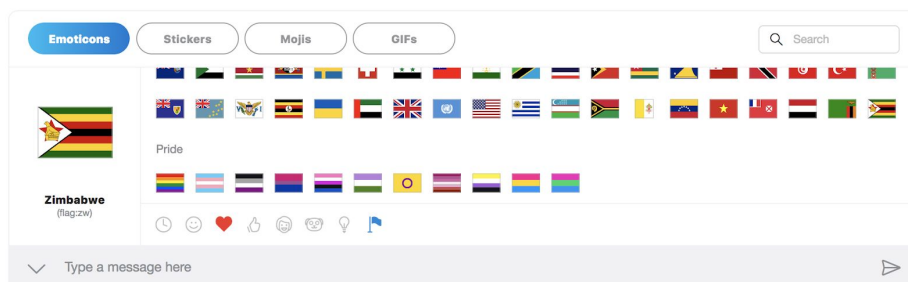 Emoticons
Stickers
Mojis
GIFs
Search
Pride
Zimbabwe
(flag:zw)
Type a message here